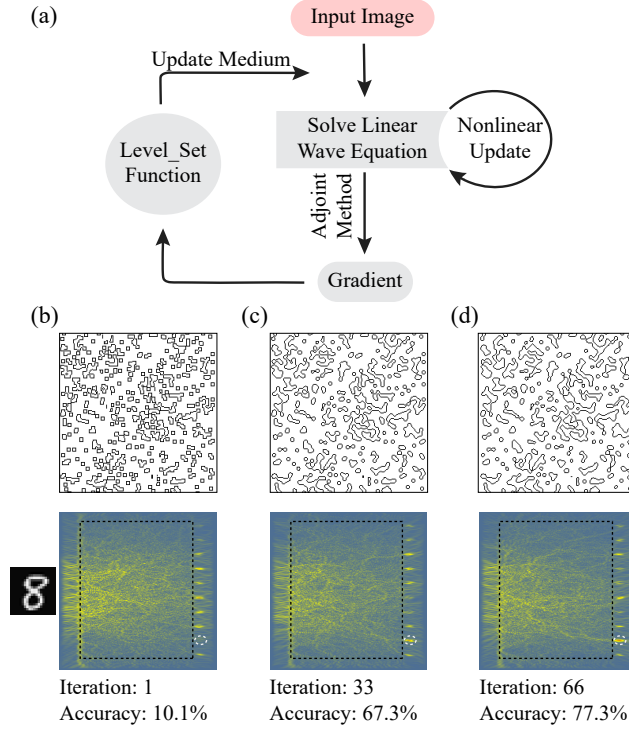 (a)
Input Image
Update Medium
Solve Linear
Wave Equation
Nonlinear
Update
Level_Set
Function
Adjoint
Method
Gradient
(b)
(c)
(d)
8
Iteration: 1
Accuracy: 10.1%
Iteration: 33
Accuracy: 67.3%
Iteration: 66
Accuracy: 77.3%